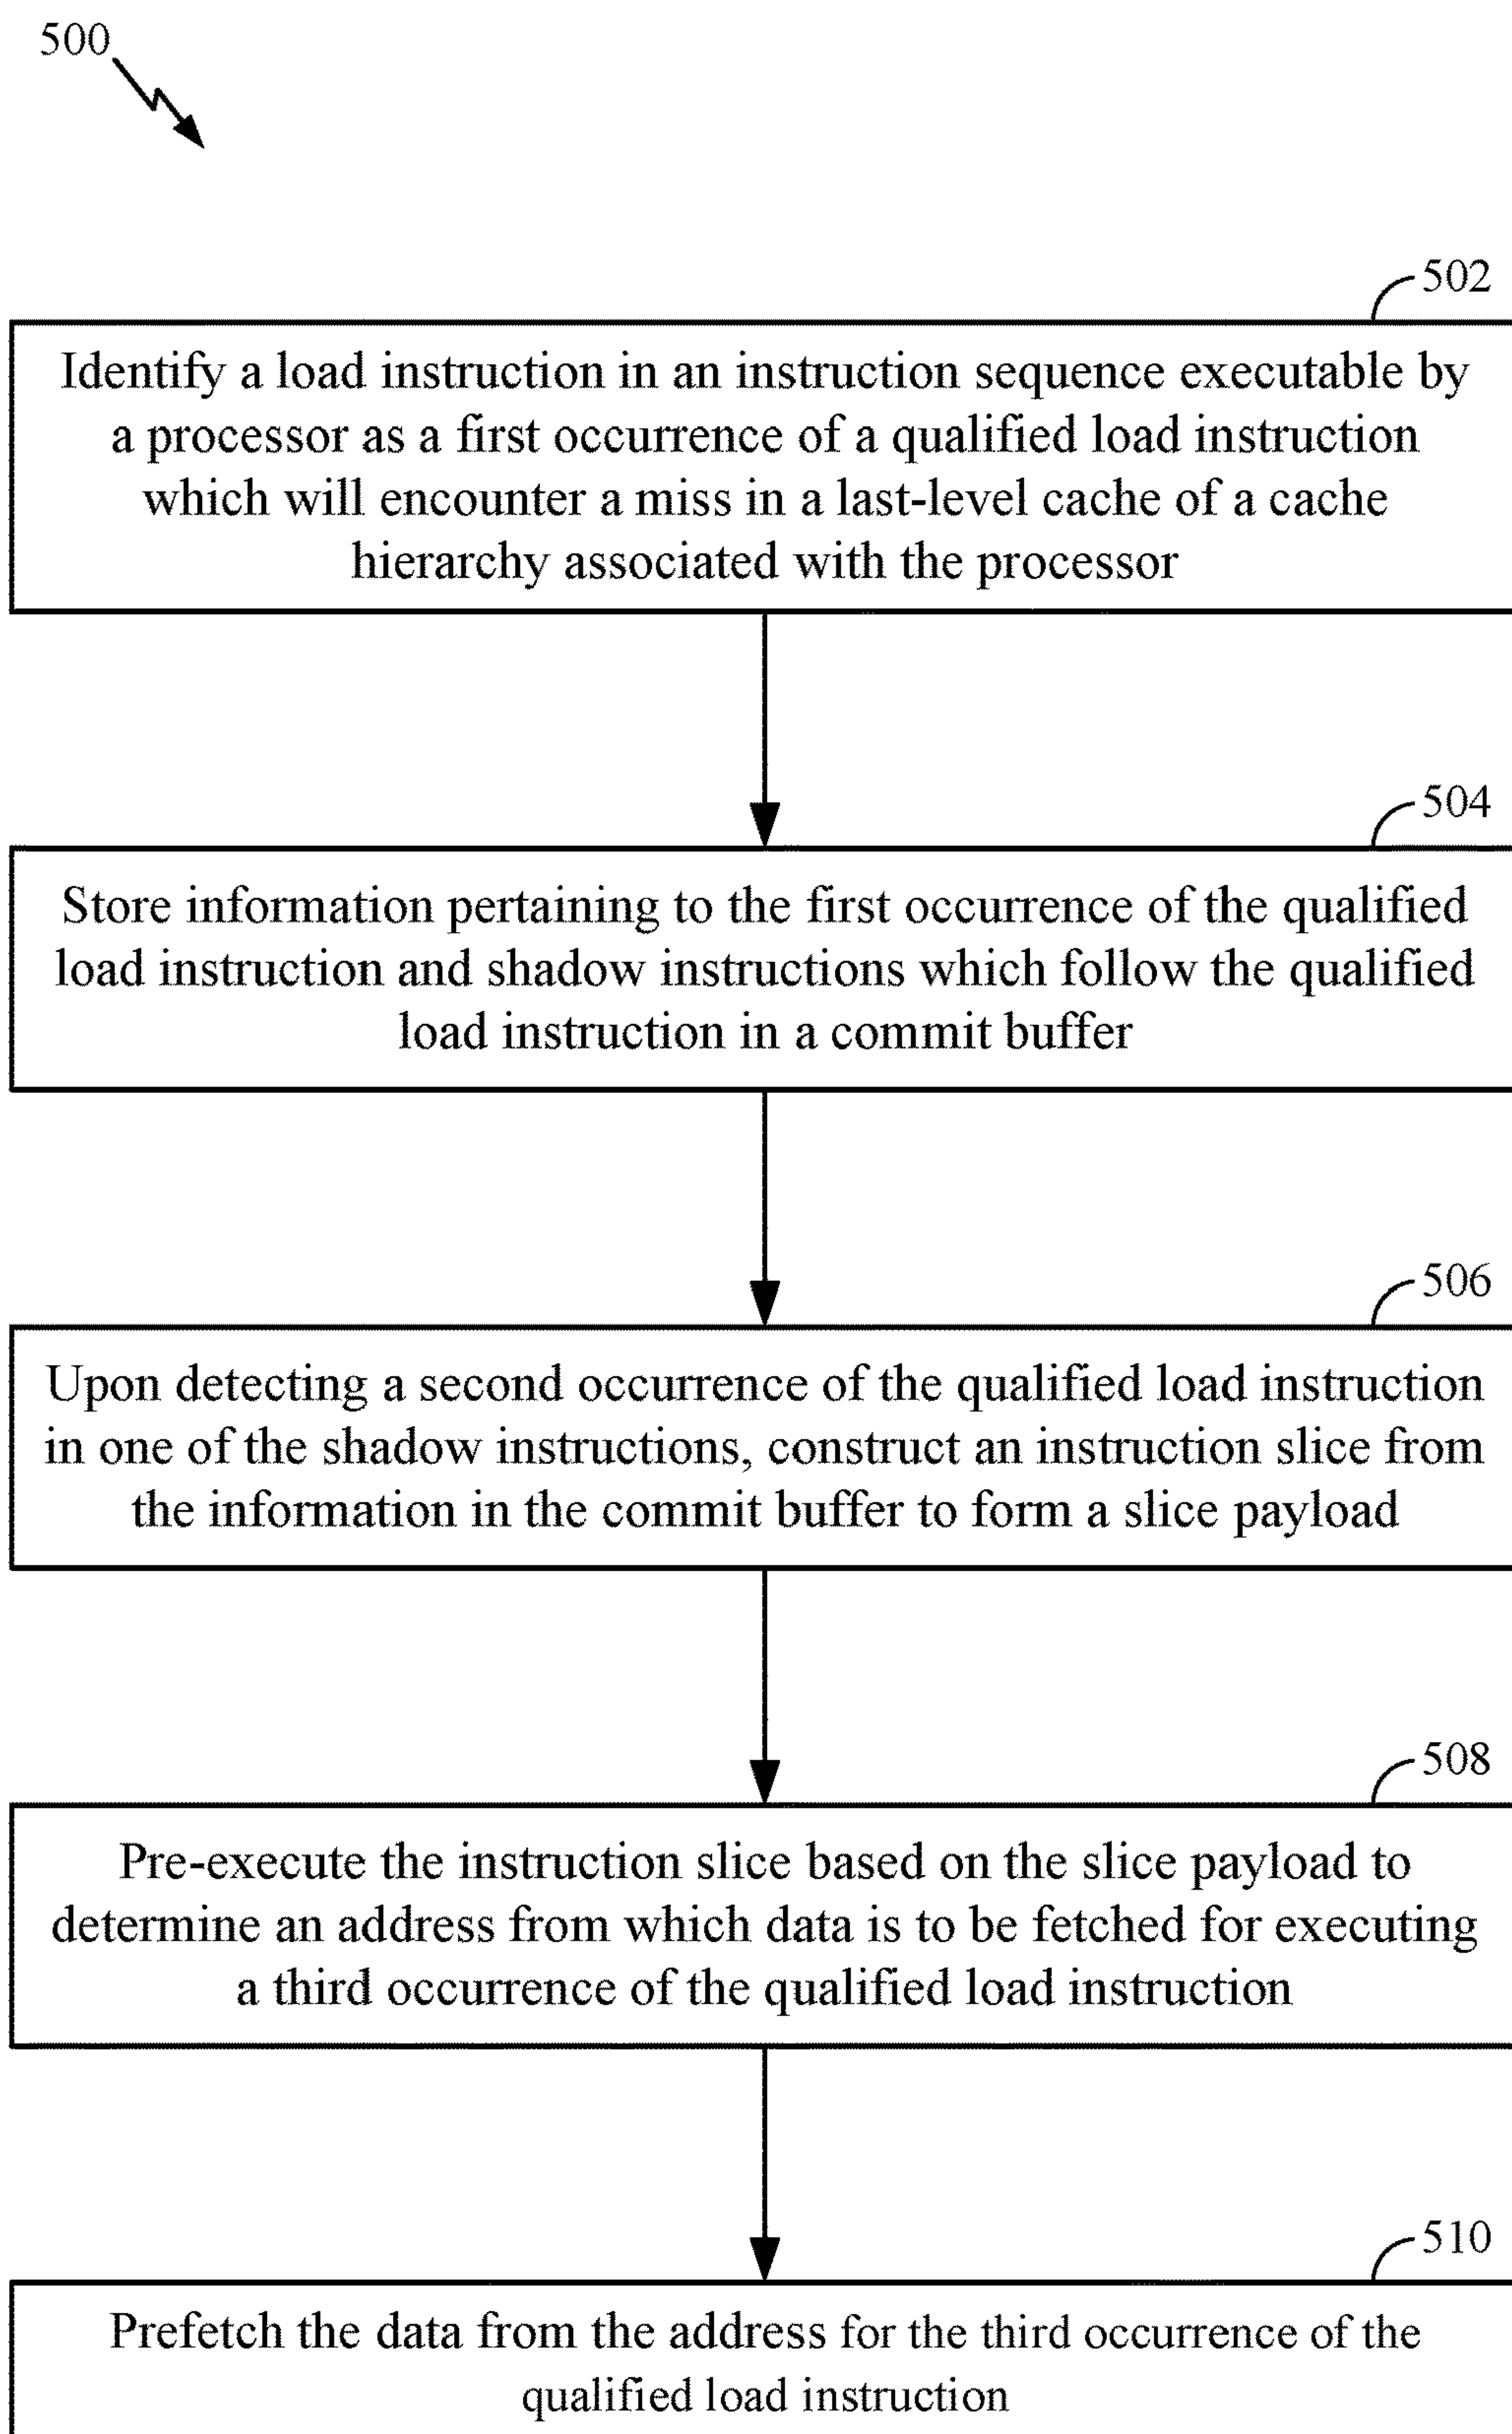 500
502
Identify a load instruction in an instruction sequence executable by
a processor as a first occurrence of a qualified load instruction
which will encounter a miss in a last-level cache of a cache
hierarchy associated with the processor
504
Store information pertaining to the first occurrence of the qualified
load instruction and shadow instructions which follow the qualified
load instruction in a commit buffer
506
Upon detecting a second occurrence of the qualified load instruction
in one of the shadow instructions, construct an instruction slice from
the information in the commit buffer to form a slice payload
508
Pre-execute the instruction slice based on the slice payload to
determine an address from which data is to be fetched for executing
a third occurrence of the qualified load instruction
510
Prefetch the data from the address for the third occurrence of the
qualified load instruction